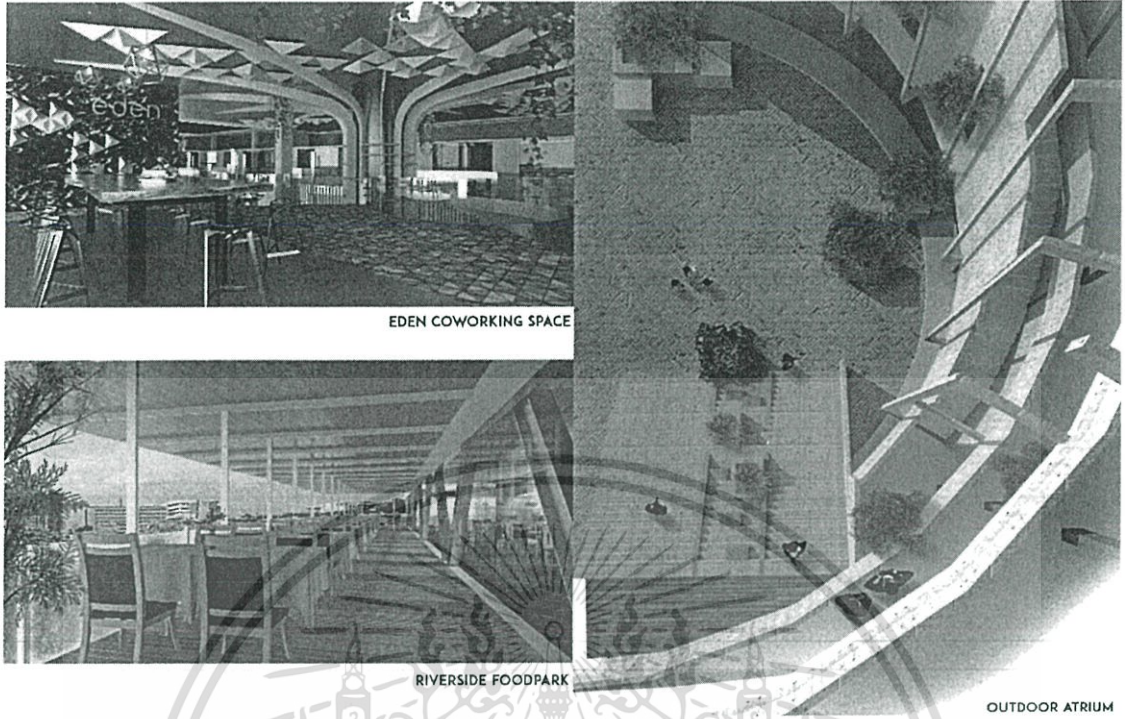 eden
EDEN COWORKING SPACE
RIVERSIDE FOODPARK
OUTDOOR ATRIUM